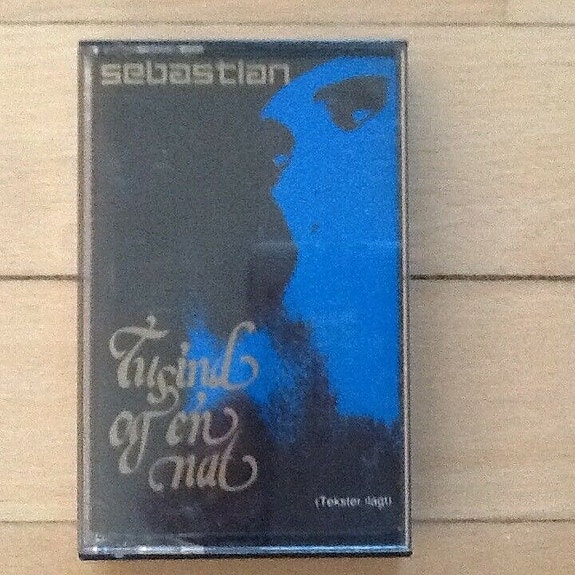 sebastian
Tusind
og én
nat
(Tekster ilagt)